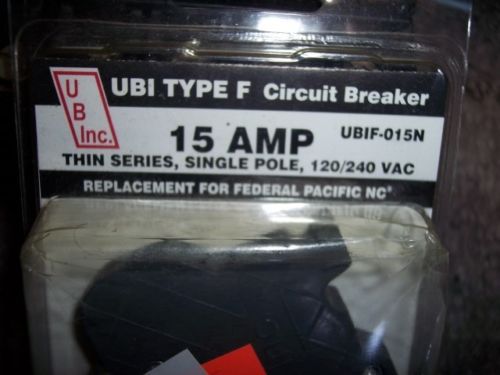 UBI Inc.
UBI TYPE F Circuit Breaker
15 AMP UBIF-015N
THIN SERIES, SINGLE POLE, 120/240 VAC
REPLACEMENT FOR FEDERAL PACIFIC NC®